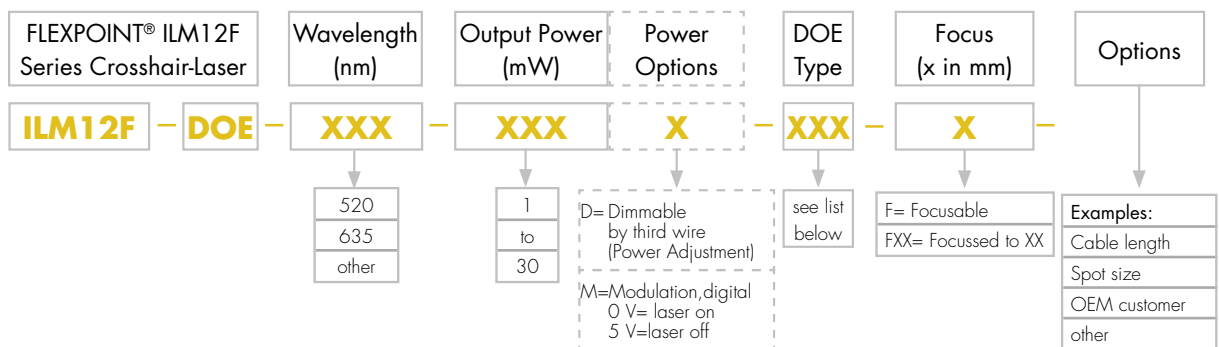 FLEXPOINT® ILM12F
Series Crosshair-Laser
Wavelength
(nm)
Output Power
(mW)
Power
Options
DOE
Type
Focus
(x in mm)
Options
ILM12F – DOE – XXX – XXX X – XXX – X –
520
635
other
1
to
30
D= Dimmable
by third wire
(Power Adjustment)
M=Modulation,digital
0 V= laser on
5 V=laser off
see list
below
F= Focusable
FXX= Focussed to XX
Examples:
Cable length
Spot size
OEM customer
other